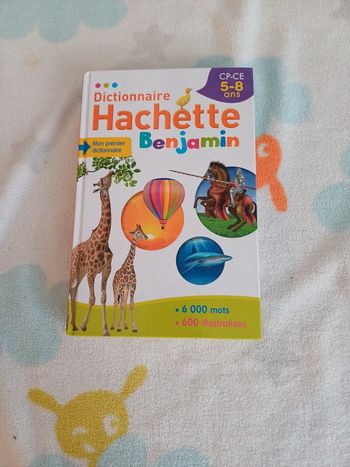 CP-CE
5-8
ans
Dictionnaire
Hachette
Benjamin
Mon premier
dictionnaire
• 6 000 mots
• 600 illustrations